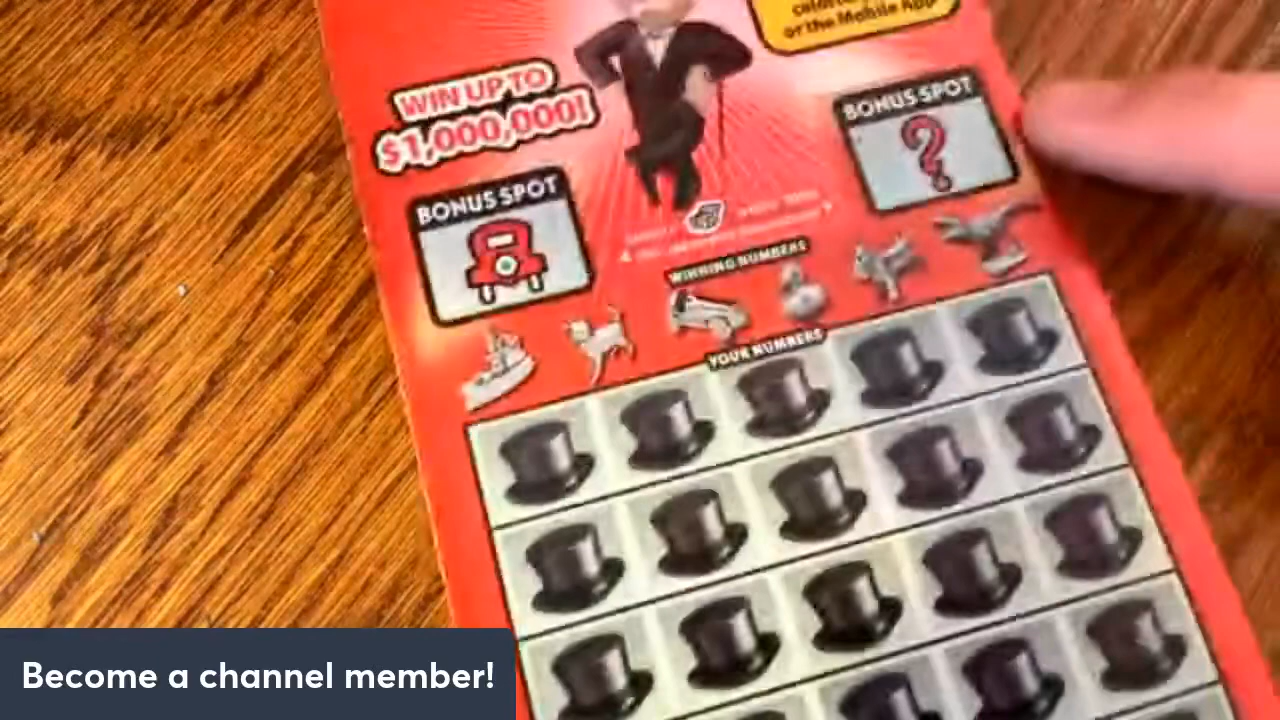 or the Mobile App
WIN UP TO
$1,000,000!
BONUS SPOT
BONUS SPOT
WINNING NUMBERS
YOUR NUMBERS
Become a channel member!